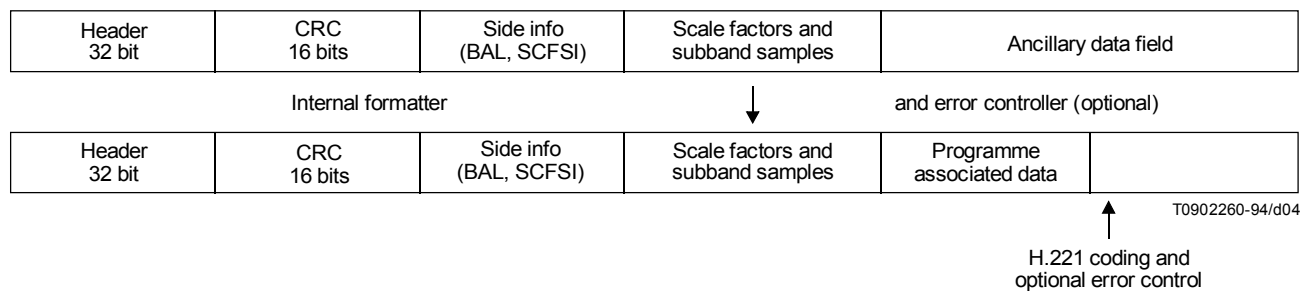 Header
32 bit
CRC
16 bits
Side info
(BAL, SCFSI)
Scale factors and
subband samples
Ancillary data field
Internal formatter
and error controller (optional)
Header
32 bit
CRC
16 bits
Side info
(BAL, SCFSI)
Scale factors and
subband samples
Programme
associated data
T0902260-94/d04
H.221 coding and
optional error control